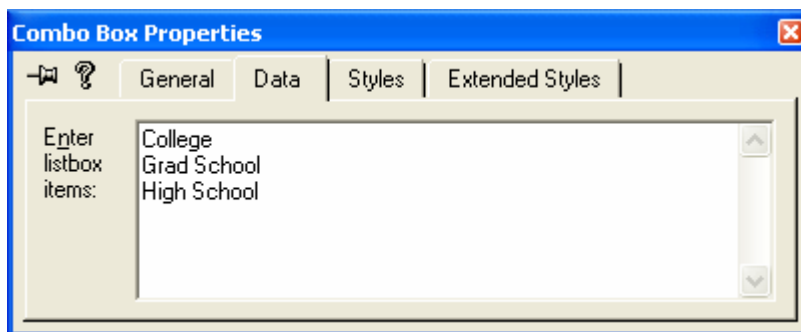 Combo Box Properties
? General Data Styles Extended Styles
Enter
listbox
items:
College
Grad School
High School